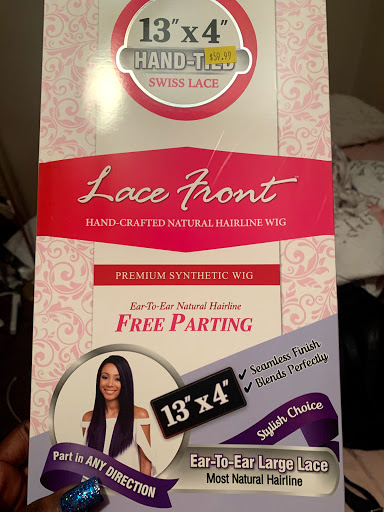 13" x 4"
$59.99
HAND-TIED
SWISS LACE
Lace Front
HAND-CRAFTED NATURAL HAIRLINE WIG
PREMIUM SYNTHETIC WIG
Ear-To-Ear Natural Hairline
FREE PARTING
✔ Seamless Finish
✔ Blends Perfectly
13" x 4"
Stylish Choice
Part in ANY DIRECTION
Ear-To-Ear Large Lace
Most Natural Hairline